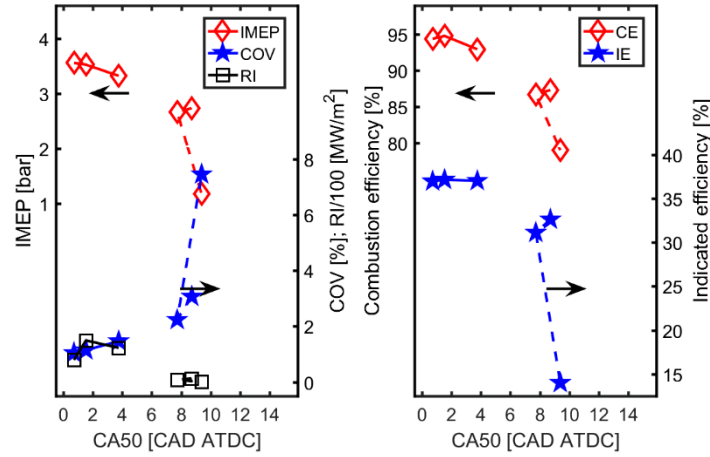 IMEP
COV
RI
4
3
2
1
IMEP [bar]
8
6
4
2
0
COV [%]; RI/100 [MW/m²]
0 2 4 6 8 10 12 14
CA50 [CAD ATDC]
CE
IE
95
90
85
80
Combustion efficiency [%]
40
35
30
25
20
15
Indicated efficiency [%]
0 2 4 6 8 10 12 14
CA50 [CAD ATDC]